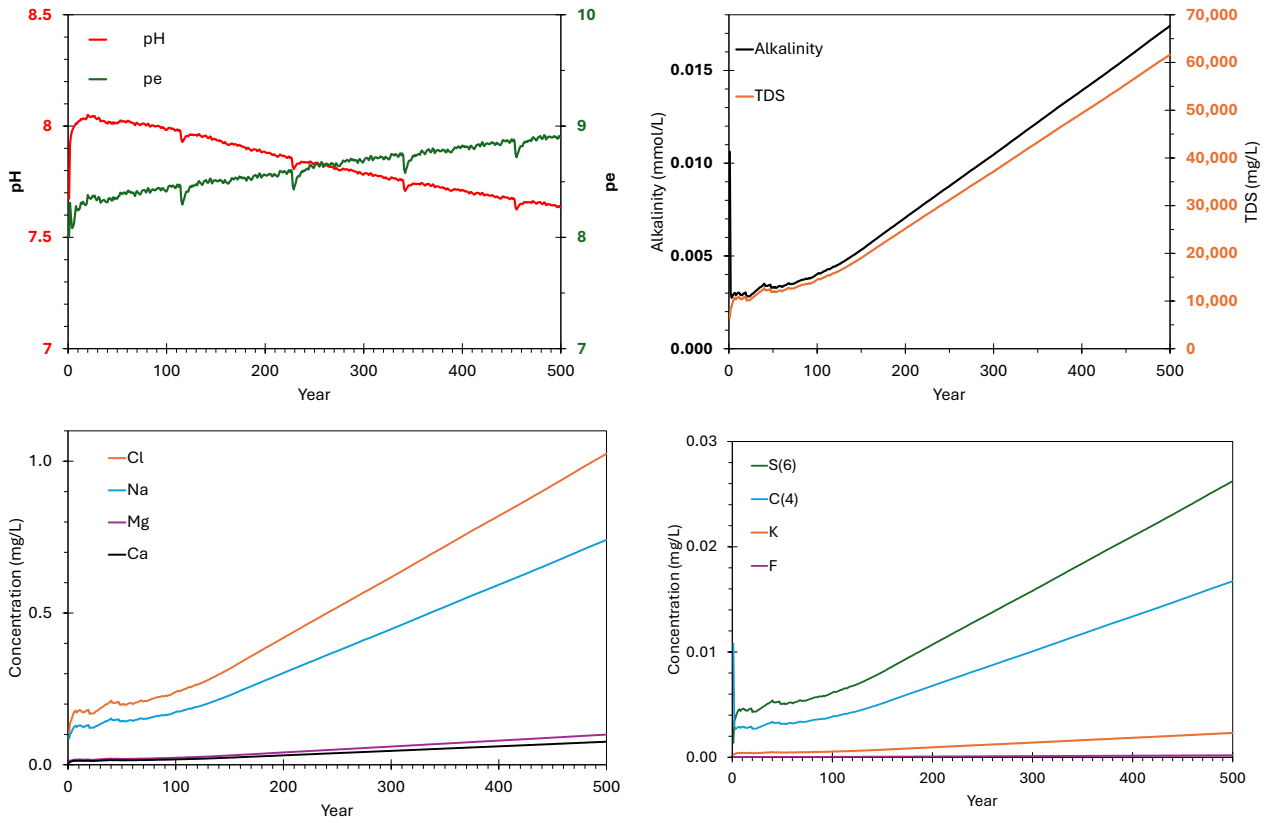 8.5
8
7.5
7
pH
pH
pe
10
9
8
7
pe
0
100
200
300
400
500
Year
0.015
0.010
0.005
0.000
Alkalinity (mmol/L)
Alkalinity
TDS
70,000
60,000
50,000
40,000
30,000
20,000
10,000
0
TDS (mg/L)
0
100
200
300
400
500
Year
1.0
0.5
0.0
Concentration (mg/L)
Cl
Na
Mg
Ca
0
100
200
300
400
500
Year
0.03
0.02
0.01
0.00
Concentration (mg/L)
S(6)
C(4)
K
F
0
100
200
300
400
500
Year